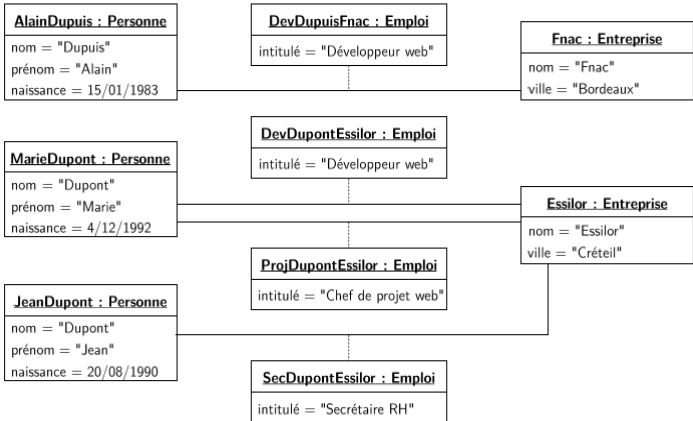 AlainDupuis : Personne
nom = "Dupuis"
prénom = "Alain"
naissance = 15/01/1983
DevDupuisFnac : Emploi
intitulé = "Développeur web"
Fnac : Entreprise
nom = "Fnac"
ville = "Bordeaux"
DevDupontEssilor : Emploi
intitulé = "Développeur web"
MarieDupont : Personne
nom = "Dupont"
prénom = "Marie"
naissance = 4/12/1992
Essilor : Entreprise
nom = "Essilor"
ville = "Créteil"
ProjDupontEssilor : Emploi
intitulé = "Chef de projet web"
JeanDupont : Personne
nom = "Dupont"
prénom = "Jean"
naissance = 20/08/1990
SecDupontEssilor : Emploi
intitulé = "Secrétaire RH"